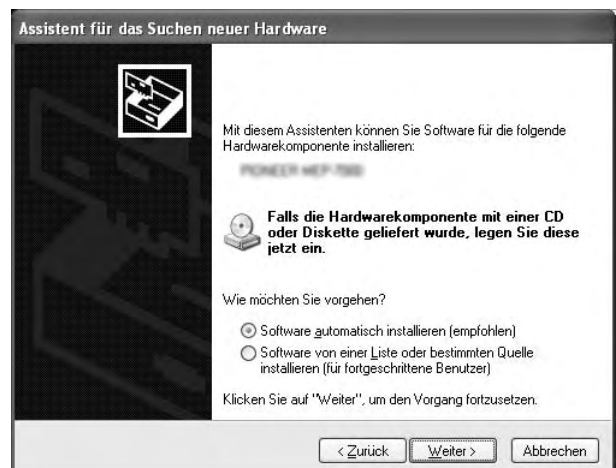 Assistent für das Suchen neuer Hardware
Mit diesem Assistenten können Sie Software für die folgende
Hardwarekomponente installieren:
PIONEER MEP-7000
Falls die Hardwarekomponente mit einer CD
oder Diskette geliefert wurde, legen Sie diese
jetzt ein.
Wie möchten Sie vorgehen?
Software automatisch installieren (empfohlen)
Software von einer Liste oder bestimmten Quelle
installieren (für fortgeschrittene Benutzer)
Klicken Sie auf "Weiter", um den Vorgang fortzusetzen.
< Zurück
Weiter >
Abbrechen